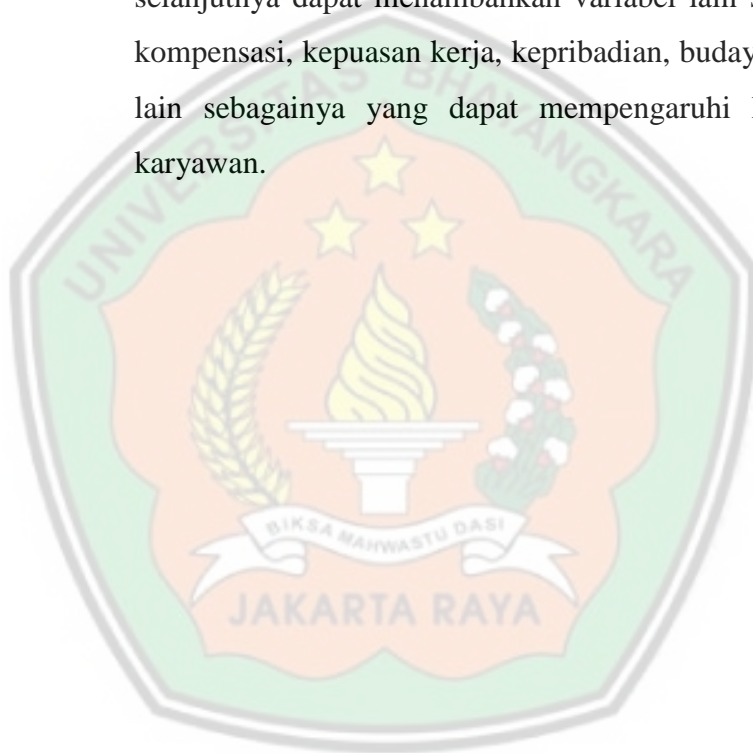 selanjutnya dapat menambahkan variabel lain
kompensasi, kepuasan kerja, kepribadian,
lain sebagainya yang dapat mempengaruhi
karyawan.
UNIVERSITAS BHAYANGKARA
BIKSA MAHWASTU DASI
JAKARTA RAYA